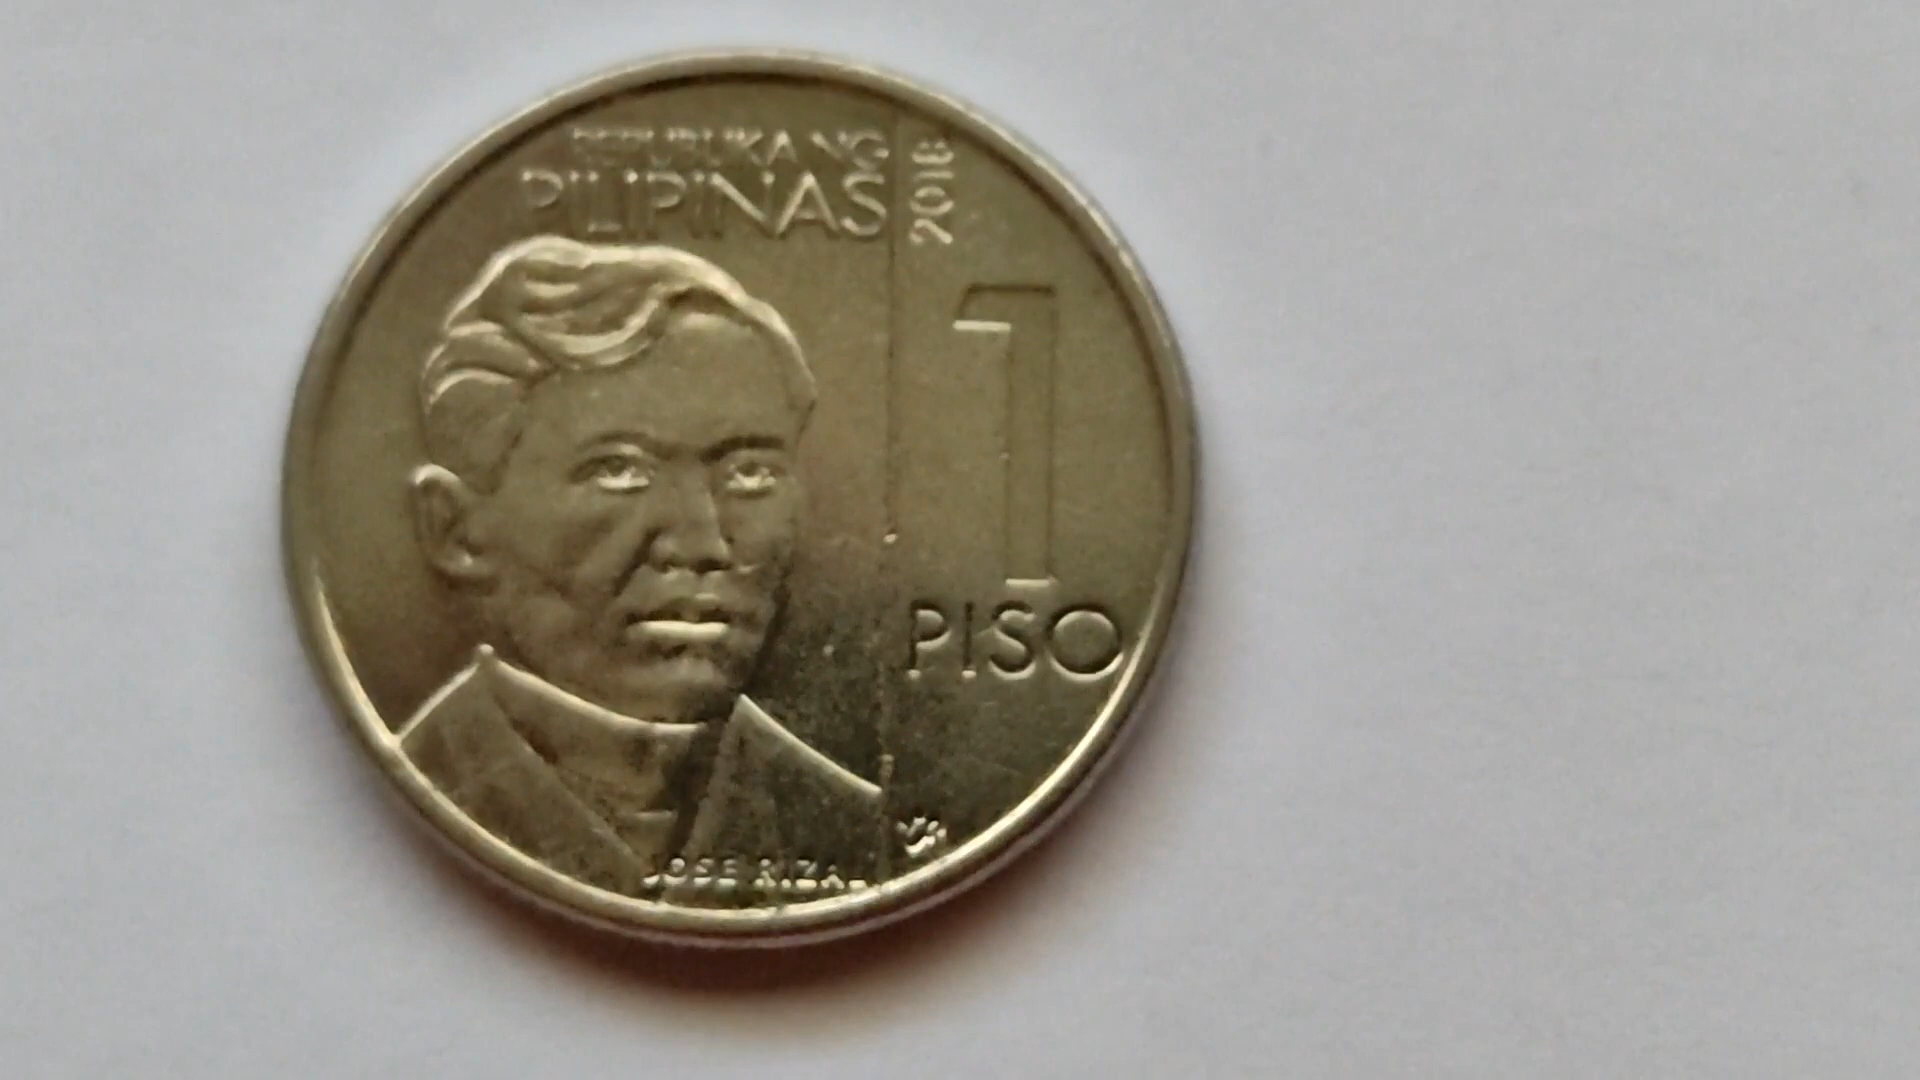 REPUBLIKA NG
PILIPINAS
2018
1
PISO
JOSE RIZAL